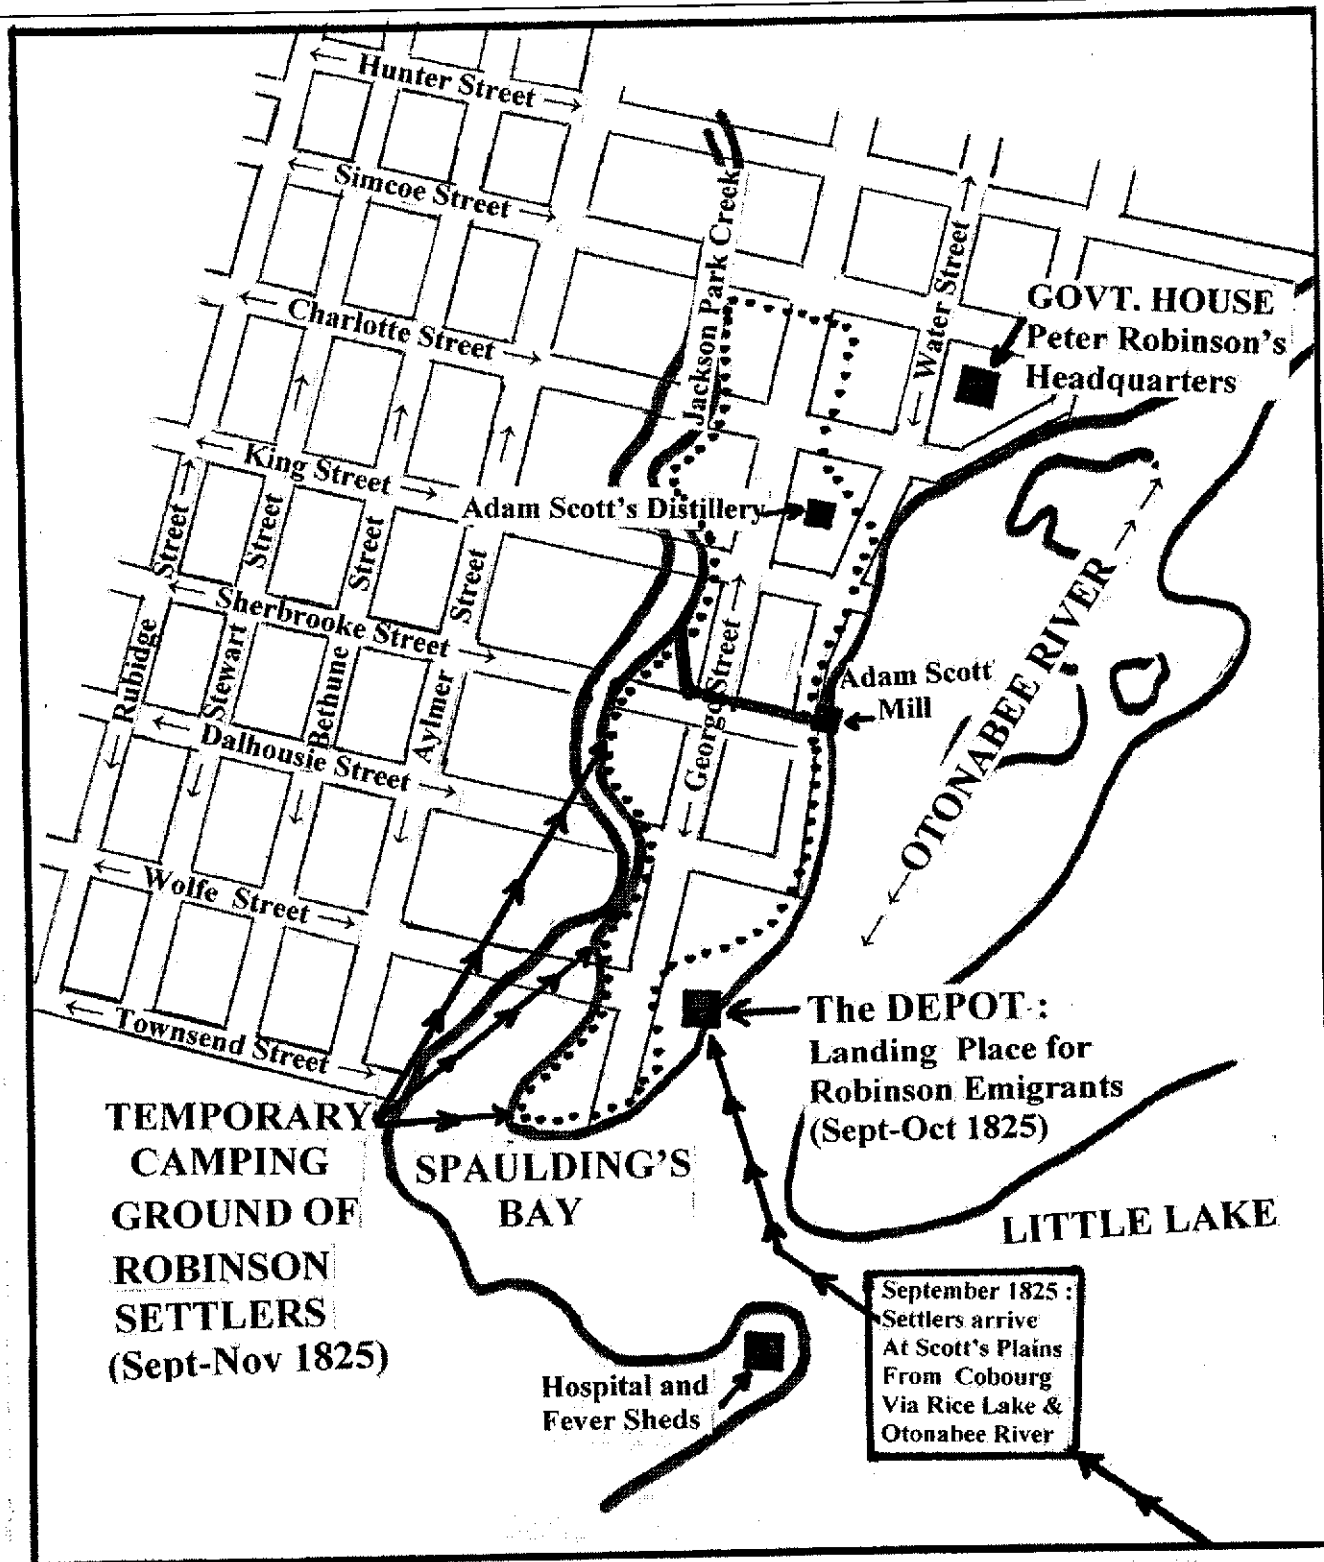 Hunter Street
Simcoe Street
Charlotte Street
King Street
Sherbrooke Street
Dalhousie Street
Wolfe Street
Townsend Street
Rubidge Street
Stewart Street
Bethune Street
Aylmer Street
George Street
Water Street
Jackson Park Creek
GOVT. HOUSE
Peter Robinson's
Headquarters
Adam Scott's Distillery
Adam Scott
Mill
OTONABEE RIVER
The DEPOT :
Landing Place for
Robinson Emigrants
(Sept-Oct 1825)
TEMPORARY
CAMPING
GROUND OF
ROBINSON
SETTLERS
(Sept-Nov 1825)
SPAULDING'S
BAY
LITTLE LAKE
September 1825 :
Settlers arrive
At Scott's Plains
From Cobourg
Via Rice Lake &
Otonabee River
Hospital and
Fever Sheds